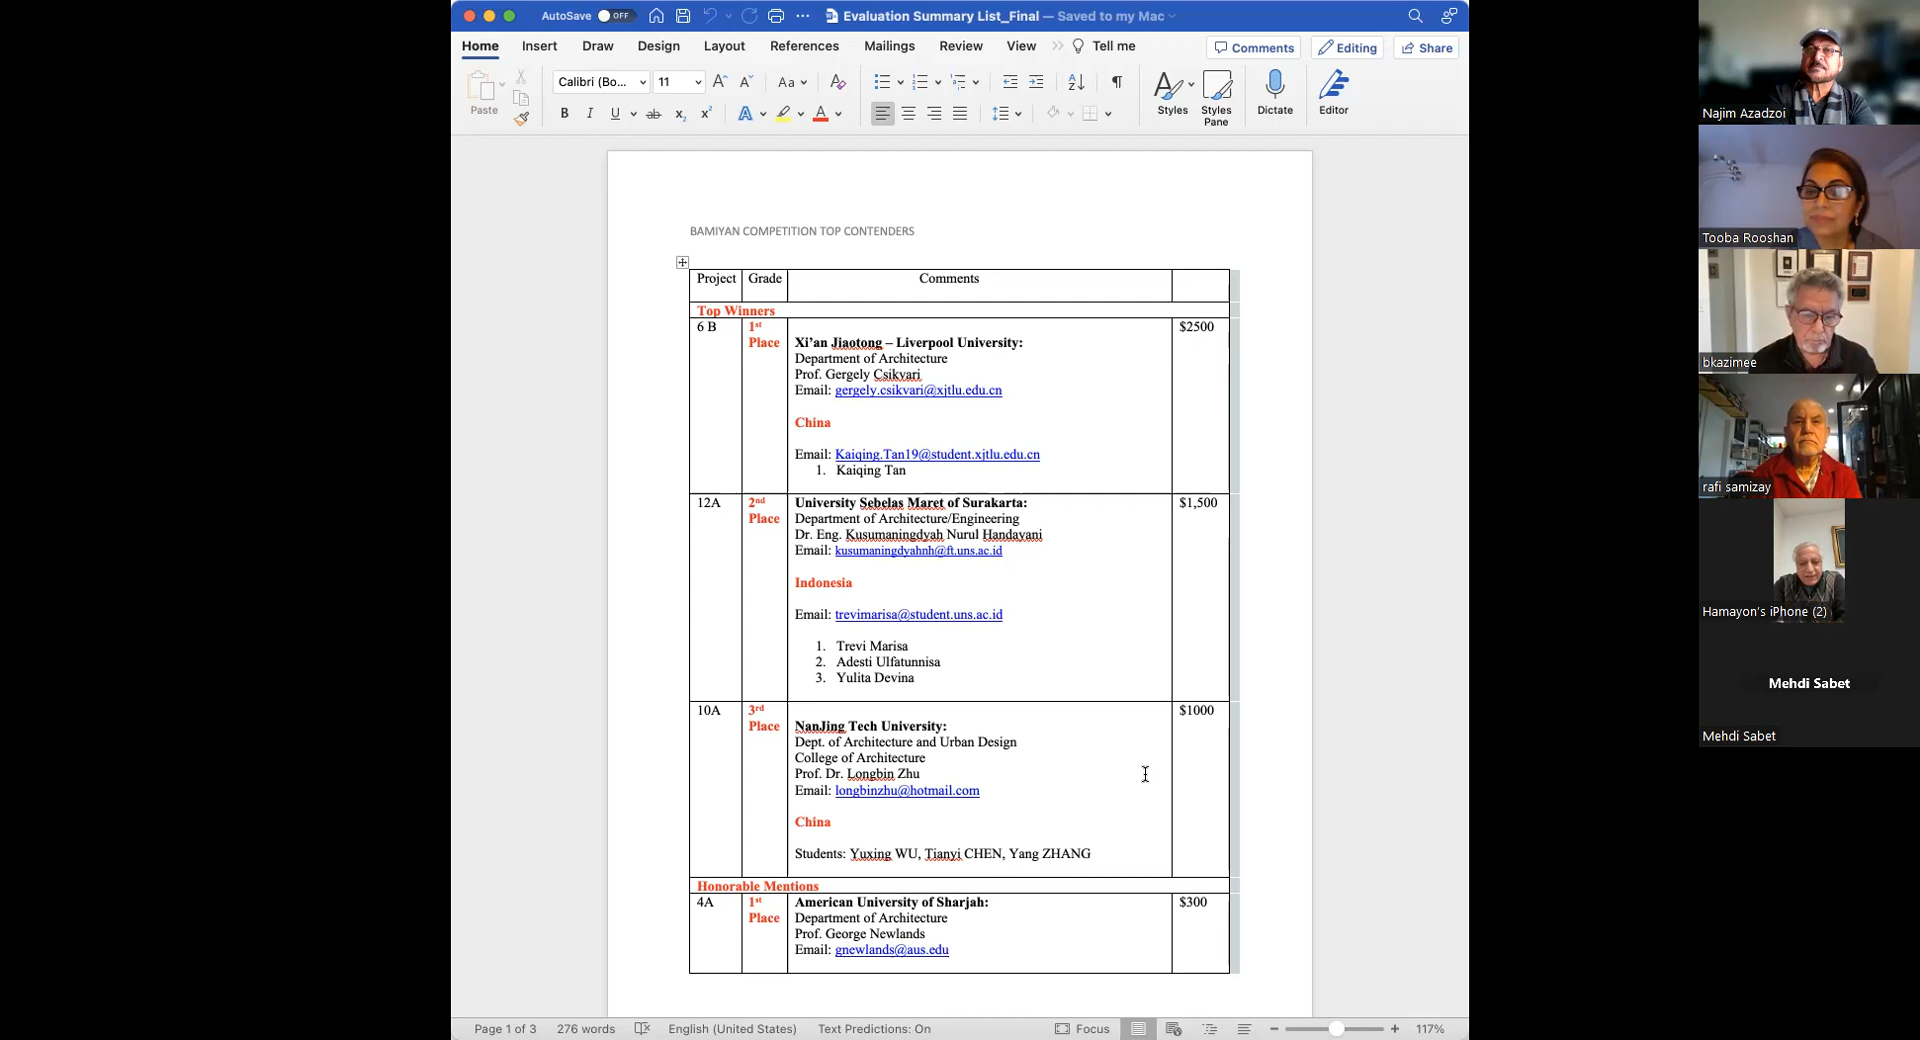 AutoSave OFF Evaluation Summary List_Final — Saved to my Mac
Home Insert Draw Design Layout References Mailings Review View Tell me Comments Editing Share
Paste Calibri (Bo... 11 Aa Styles Styles Pane Dictate Editor
BAMIYAN COMPETITION TOP CONTENDERS
Project Grade Comments
Top Winners
6 B 1st Place $2500
Xi’an Jiaotong – Liverpool University:
Department of Architecture
Prof. Gergely Csikvari
Email: gergely.csikvari@xjtlu.edu.cn
China
Email: Kaiqing.Tan19@student.xjtlu.edu.cn
1. Kaiqing Tan
12A 2nd Place University Sebelas Maret of Surakarta: $1,500
Department of Architecture/Engineering
Dr. Eng. Kusumaningdyah Nurul Handayani
Email: kusumaningdyahnh@ft.uns.ac.id
Indonesia
Email: trevimarisa@student.uns.ac.id
1. Trevi Marisa
2. Adesti Ulfatunnisa
3. Yulita Devina
10A 3rd Place $1000
NanJing Tech University:
Dept. of Architecture and Urban Design
College of Architecture
Prof. Dr. Longbin Zhu
Email: longbinzhu@hotmail.com
China
Students: Yuxing WU, Tianyi CHEN, Yang ZHANG
Honorable Mentions
4A 1st Place American University of Sharjah: $300
Department of Architecture
Prof. George Newlands
Email: gnewlands@aus.edu
Page 1 of 3 276 words English (United States) Text Predictions: On Focus 117%
Najim Azadzoi
Tooba Rooshan
bkazimee
rafi samizay
Hamayon's iPhone (2)
Mehdi Sabet
Mehdi Sabet